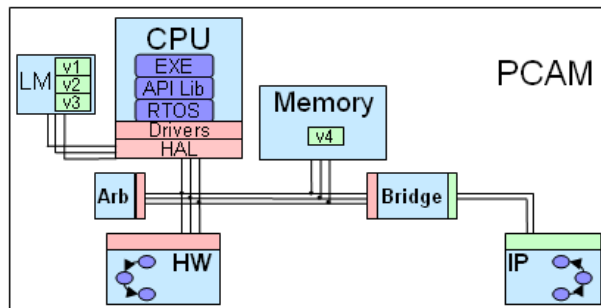 CPU
PCAM
LM
v1
v2
v3
EXE
API Lib
RTOS
Drivers
HAL
Memory
v4
Arb
Bridge
HW
IP